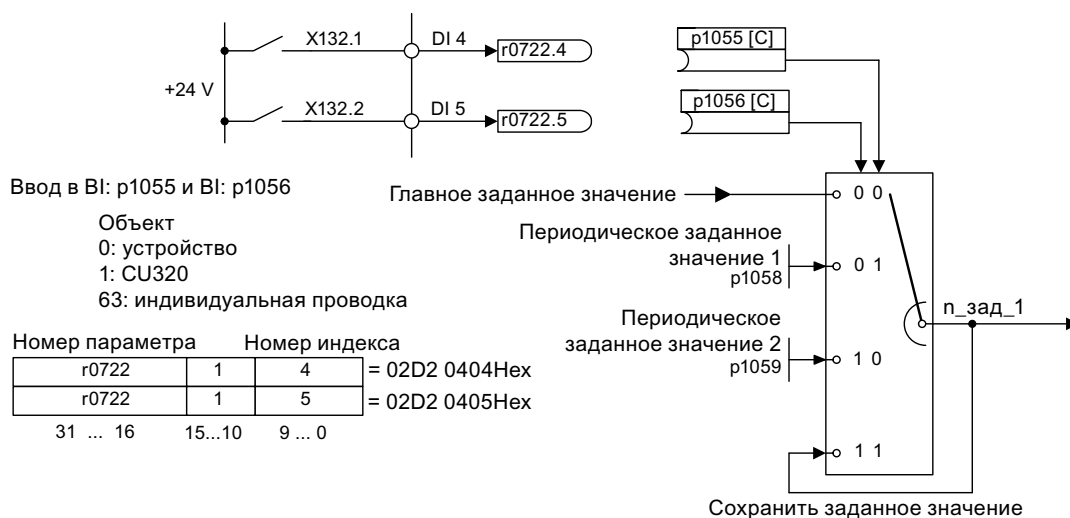 X132.1
DI 4
r0722.4
+24 V
X132.2
DI 5
r0722.5
p1055 [C]
p1056 [C]
Ввод в BI: p1055 и BI: p1056
Объект
0: устройство
1: CU320
63: индивидуальная проводка
Номер параметра Номер индекса
r0722 1 4 = 02D2 0404Hex
r0722 1 5 = 02D2 0405Hex
31 ... 16 15...10 9 ... 0
Главное заданное значение
0 0
Периодическое заданное
значение 1
p1058
0 1
Периодическое
заданное значение 2
p1059
1 0
n_зад_1
1 1
Сохранить заданное значение